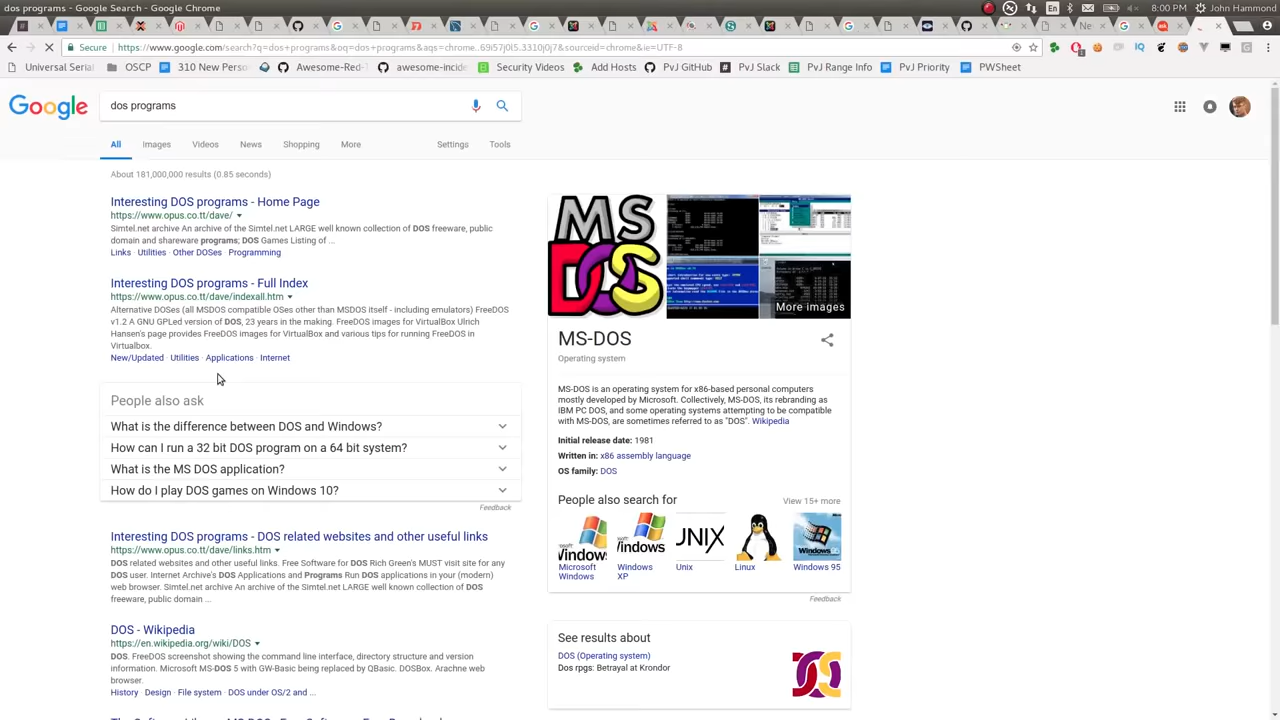 dos programs - Google Search - Google Chrome
En
8:00 PM
John Hammond
Secure
https://www.google.com/search?q=dos+programs&oq=dos+programs&aqs=chrome..69i57j0l5.3310j0j7&sourceid=chrome&ie=UTF-8
Universal Serial
OSCP
310 New Persona
Awesome-Red-T
awesome-incide
Security Videos
Add Hosts
PvJ GitHub
PvJ Slack
PvJ Range Info
PvJ Priority
PWSheet
Google
dos programs
All
Images
Videos
News
Shopping
More
Settings
Tools
About 181,000,000 results (0.85 seconds)
Interesting DOS programs - Home Page
https://www.opus.co.tt/dave/
Simtel.net archive An archive of the Simtel.net LARGE well known collection of DOS freeware, public
domain and shareware programs; DOS Games Listing of ...
Links · Utilities · Other DOSes · Programming
Interesting DOS programs - Full Index
https://www.opus.co.tt/dave/indexall.htm
Alternative DOSes (all MSDOS compatible OSes other than MSDOS itself - including emulators) FreeDOS
v1.2 A GNU GPLed version of DOS, 23 years in the making. FreeDOS images for VirtualBox Ulrich
Hansen's page provides FreeDOS images for VirtualBox and various tips for running FreeDOS in
Virtualbox.
New/Updated · Utilities · Applications · Internet
People also ask
What is the difference between DOS and Windows?
How can I run a 32 bit DOS program on a 64 bit system?
What is the MS DOS application?
How do I play DOS games on Windows 10?
Feedback
Interesting DOS programs - DOS related websites and other useful links
https://www.opus.co.tt/dave/links.htm
DOS related websites and other useful links. Free Software for DOS Rich Green's MUST visit site for any
DOS user. Internet Archive's DOS Applications and Programs Run DOS applications in your (modern)
web browser. Simtel.net archive An archive of the Simtel.net LARGE well known collection of DOS
freeware, public domain ...
DOS - Wikipedia
https://en.wikipedia.org/wiki/DOS
DOS. FreeDOS screenshot showing the command line interface, directory structure and version
information. Microsoft MS-DOS 5 with GW-Basic being replaced by QBasic. DOSBox. Arachne web
browser.
History · Design · File system · DOS under OS/2 and ...
MS
DOS
More images
MS-DOS
Operating system
MS-DOS is an operating system for x86-based personal computers
mostly developed by Microsoft. Collectively, MS-DOS, its rebranding as
IBM PC DOS, and some operating systems attempting to be compatible
with MS-DOS, are sometimes referred to as "DOS". Wikipedia
Initial release date: 1981
Written in: x86 assembly language
OS family: DOS
People also search for
View 15+ more
Microsoft
Windows
Windows
XP
Unix
Linux
Windows 95
Feedback
See results about
DOS (Operating system)
Dos rpgs: Betrayal at Krondor